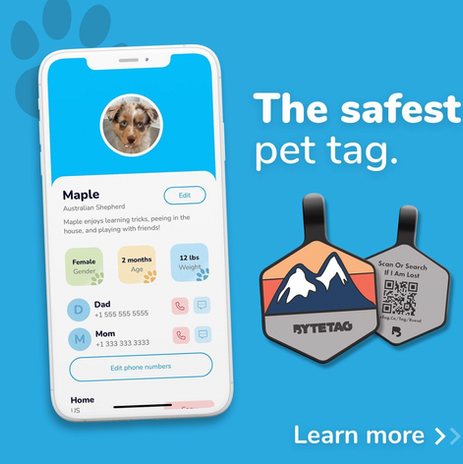 The safest
pet tag.
Maple
Edit
Australian Shepherd
Maple enjoys learning tricks, peeing in the
house, and playing with friends!
Female
Gender
2 months
Age
12 lbs
Weight
D
Dad
+1 555 555 5555
M
Mom
+1 333 333 3333
Edit phone numbers
Home
US
BYTETAG
Scan Or Search
If I Am Lost
B
Learn more